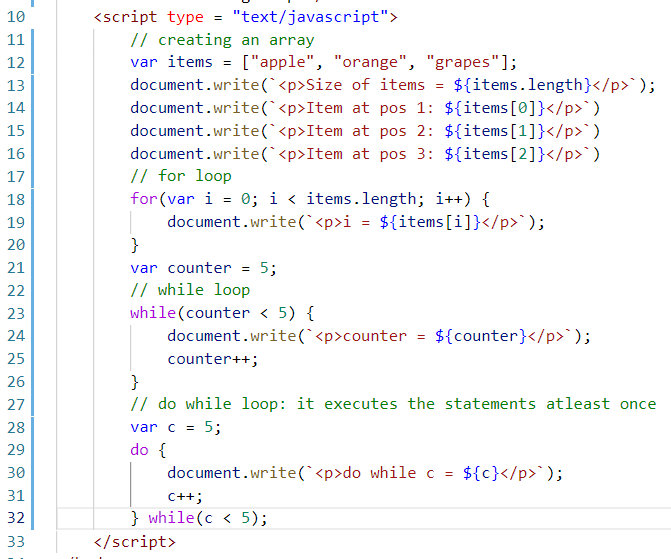 10 <script type = "text/javascript">
11 // creating an array
12 var items = ["apple", "orange", "grapes"];
13 document.write(`<p>Size of items = ${items.length}</p>`);
14 document.write(`<p>Item at pos 1: ${items[0]}</p>`)
15 document.write(`<p>Item at pos 2: ${items[1]}</p>`)
16 document.write(`<p>Item at pos 3: ${items[2]}</p>`)
17 // for loop
18 for(var i = 0; i < items.length; i++) {
19 document.write(`<p>i = ${items[i]}</p>`);
20 }
21 var counter = 5;
22 // while loop
23 while(counter < 5) {
24 document.write(`<p>counter = ${counter}</p>`);
25 counter++;
26 }
27 // do while loop: it executes the statements atleast once
28 var c = 5;
29 do {
30 document.write(`<p>do while c = ${c}</p>`);
31 c++;
32 } while(c < 5);
33 </script>